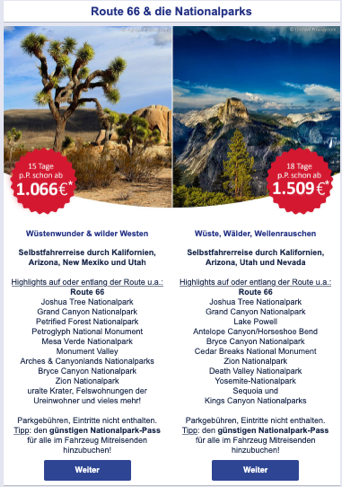 Route 66 & die Nationalparks
15 Tage
p.P. schon ab
1.066€*
18 Tage
p.P. schon ab
1.509€*
Wüstenwunder & wilder Westen
Selbstfahrerreise durch Kalifornien,
Arizona, New Mexiko und Utah
Highlights auf oder entlang der Route u.a.:
Route 66
Joshua Tree Nationalpark
Grand Canyon Nationalpark
Petrified Forest Nationalpark
Petroglyph National Monument
Mesa Verde Nationalpark
Monument Valley
Arches & Canyonlands Nationalparks
Bryce Canyon Nationalpark
Zion Nationalpark
uralte Krater, Felswohnungen der
Ureinwohner und vieles mehr!
Parkgebühren, Eintritte nicht enthalten.
Tipp: den günstigen Nationalpark-Pass
für alle im Fahrzeug Mitreisenden
hinzubuchen!
Weiter
Wüste, Wälder, Wellenrauschen
Selbstfahrerreise durch Kalifornien,
Arizona, Utah und Nevada
Highlights auf oder entlang der Route u.a.:
Route 66
Joshua Tree Nationalpark
Grand Canyon Nationalpark
Lake Powell
Antelope Canyon/Horseshoe Bend
Bryce Canyon Nationalpark
Cedar Breaks National Monument
Zion Nationalpark
Death Valley Nationalpark
Yosemite-Nationalpark
Sequoia und
Kings Canyon Nationalparks
Parkgebühren, Eintritte nicht enthalten.
Tipp: den günstigen Nationalpark-Pass
für alle im Fahrzeug Mitreisenden
hinzubuchen!
Weiter